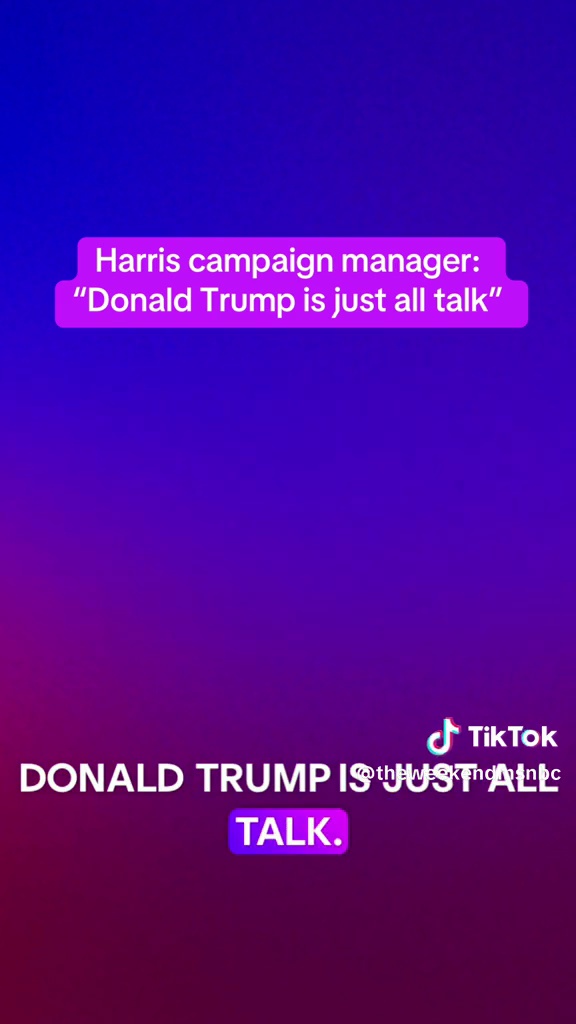 Harris campaign manager:
“Donald Trump is just all talk”
TikTok
@theweekendmsnbc
DONALD TRUMP IS JUST ALL
TALK.